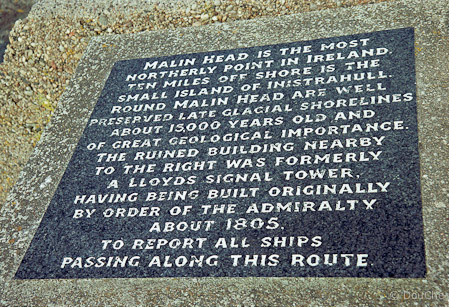 MALIN HEAD IS THE MOST
NORTHERLY POINT IN IRELAND.
TEN MILES OFF SHORE IS THE
SMALL ISLAND OF INISTRAHULL.
ROUND MALIN HEAD ARE WELL
PRESERVED LATE GLACIAL SHORELINES
ABOUT 15,000 YEARS OLD AND
OF GREAT GEOLOGICAL IMPORTANCE.
THE RUINED BUILDING NEARBY
TO THE RIGHT WAS FORMERLY
A LLOYDS SIGNAL TOWER,
HAVING BEING BUILT ORIGINALLY
BY ORDER OF THE ADMIRALTY
ABOUT 1805.
TO REPORT ALL SHIPS
PASSING ALONG THIS ROUTE.